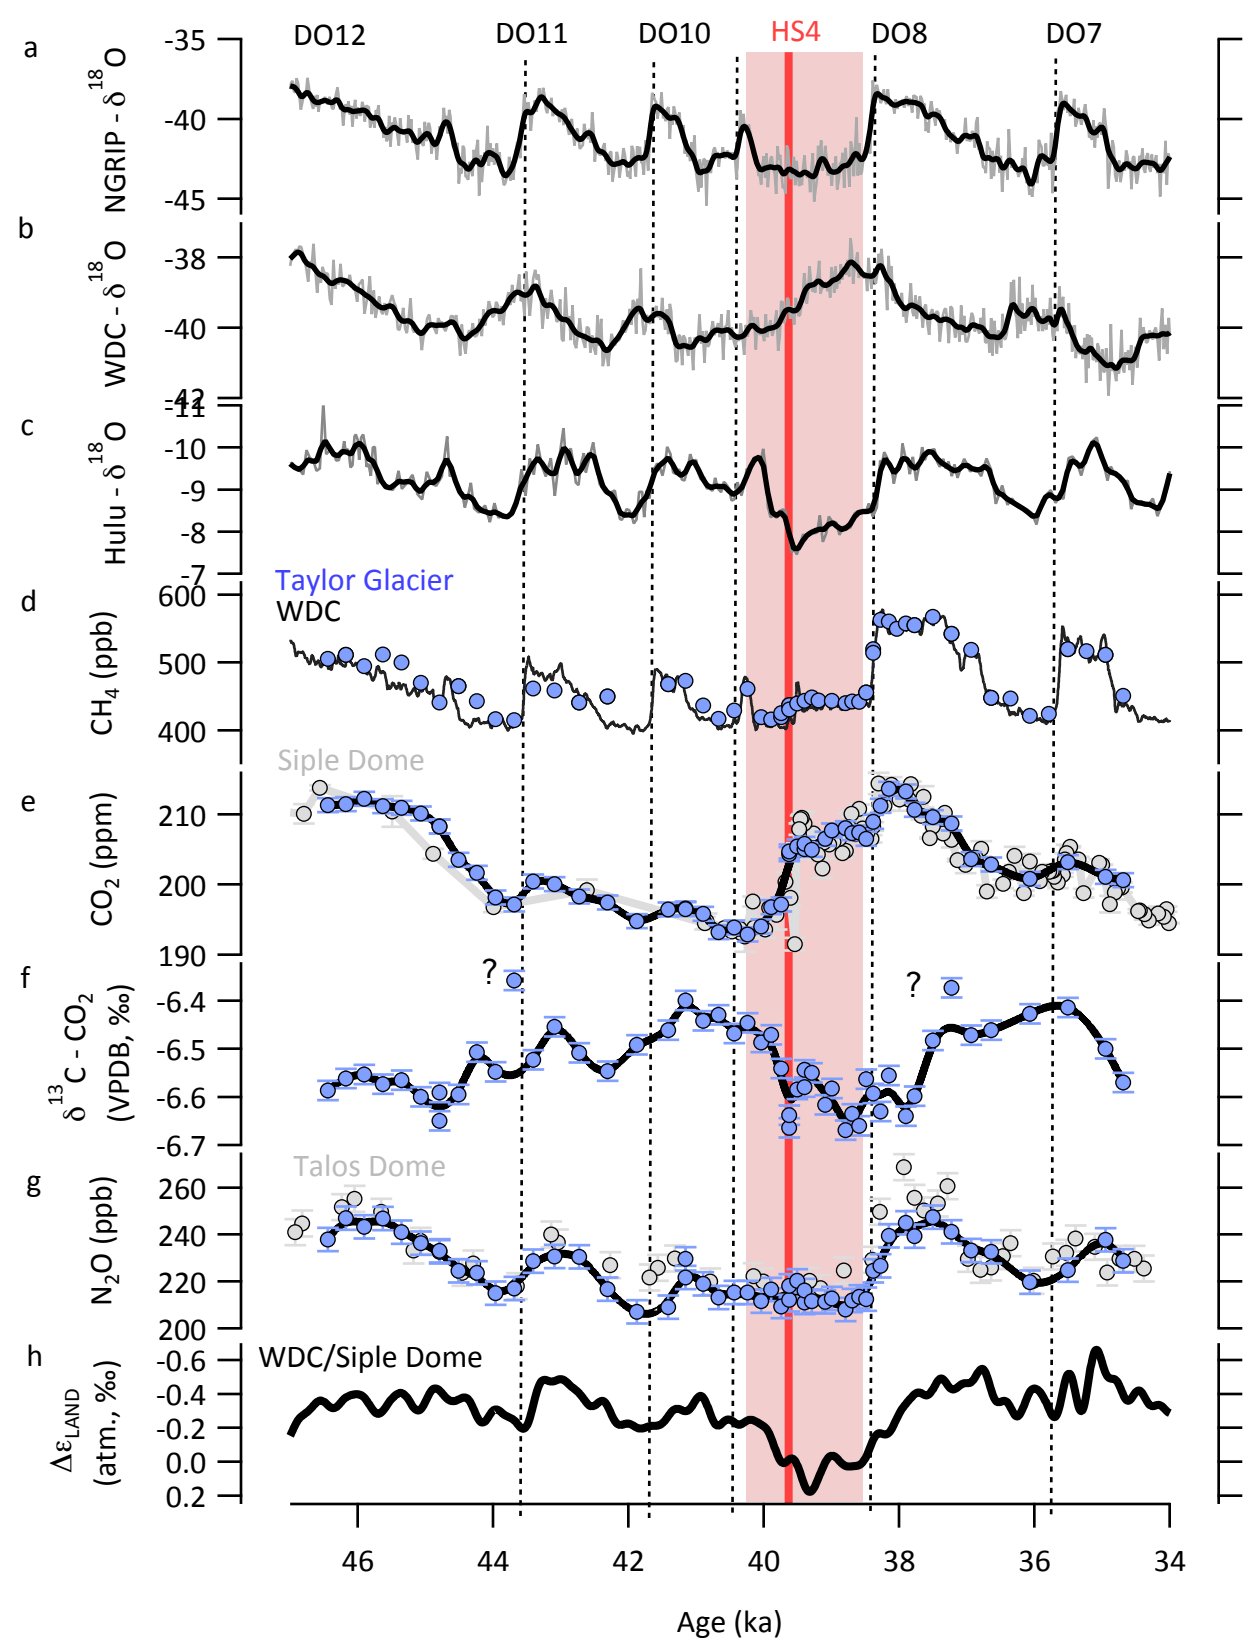 DO12 DO11 DO10 HS4 DO8 DO7
a
-35
-40
-45
NGRIP - δ18O
b
-38
-40
-42
WDC - δ18O
c
-11
-10
-9
-8
-7
Hulu - δ18O
Taylor Glacier
WDC
d
600
500
400
CH4 (ppb)
Siple Dome
e
210
200
190
CO2 (ppm)
f
? ?
-6.4
-6.5
-6.6
-6.7
δ13C - CO2
(VPDB, ‰)
Talos Dome
g
260
240
220
200
N2O (ppb)
h
WDC/Siple Dome
-0.6
-0.4
-0.2
0.0
0.2
ΔεLAND
(atm., ‰)
46 44 42 40 38 36 34
Age (ka)